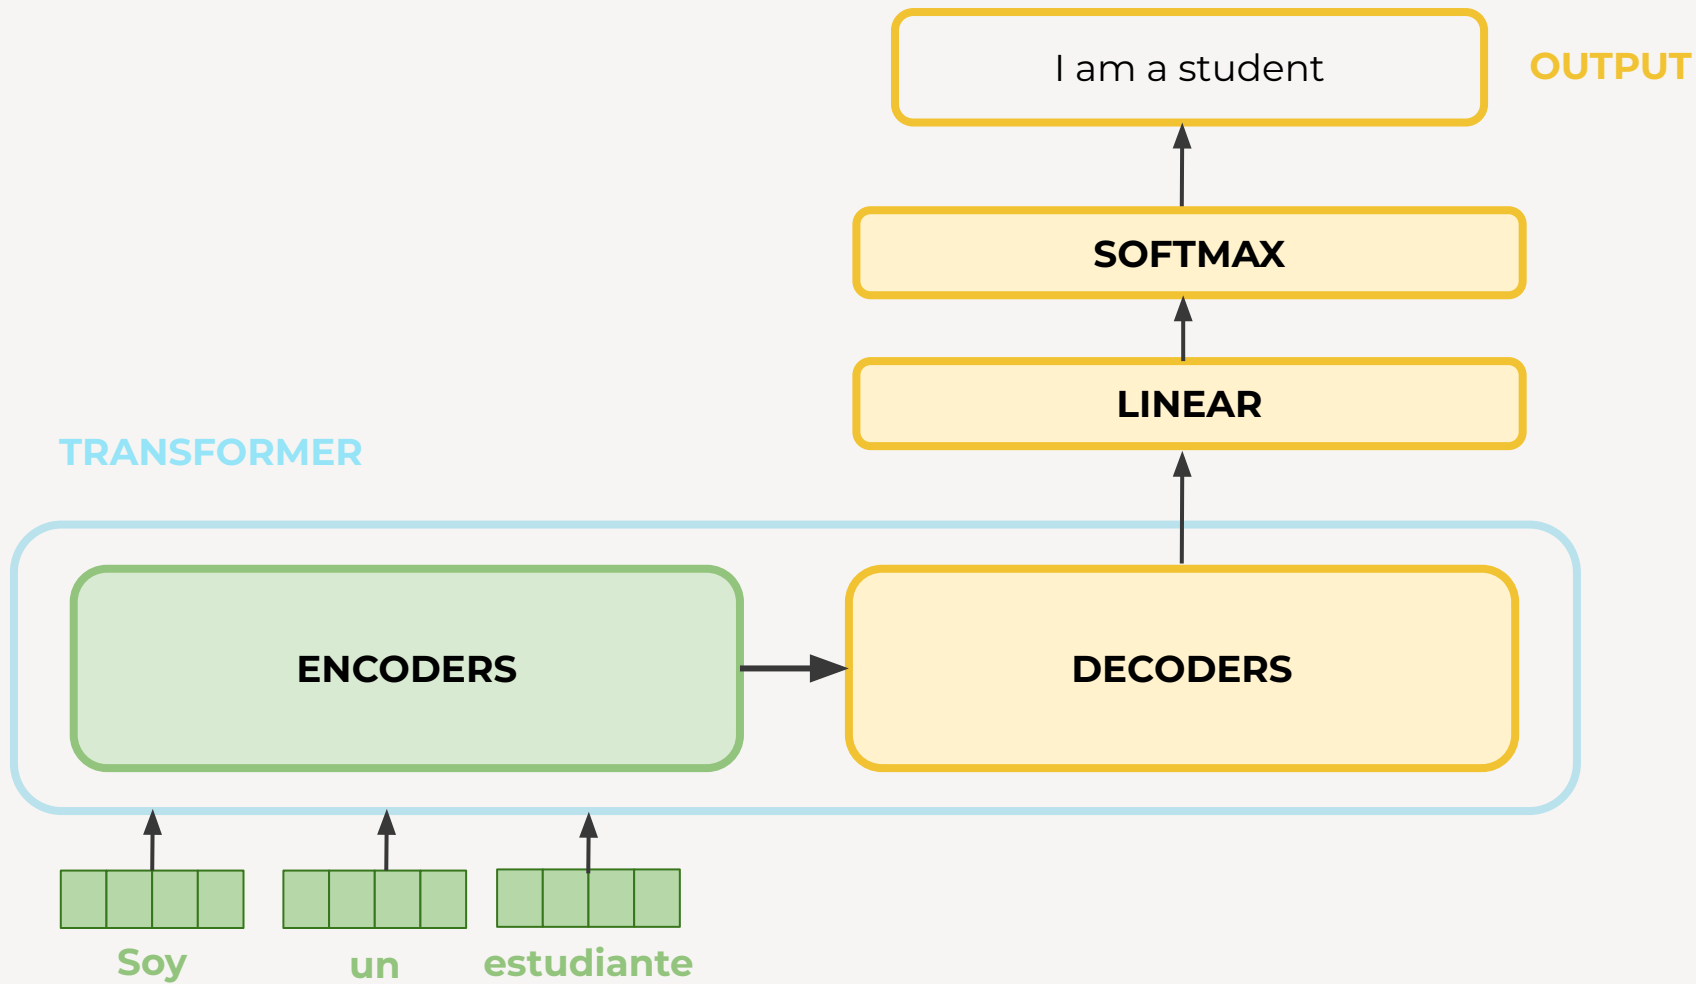 I am a student
OUTPUT
SOFTMAX
LINEAR
TRANSFORMER
ENCODERS
DECODERS
Soy
un
estudiante